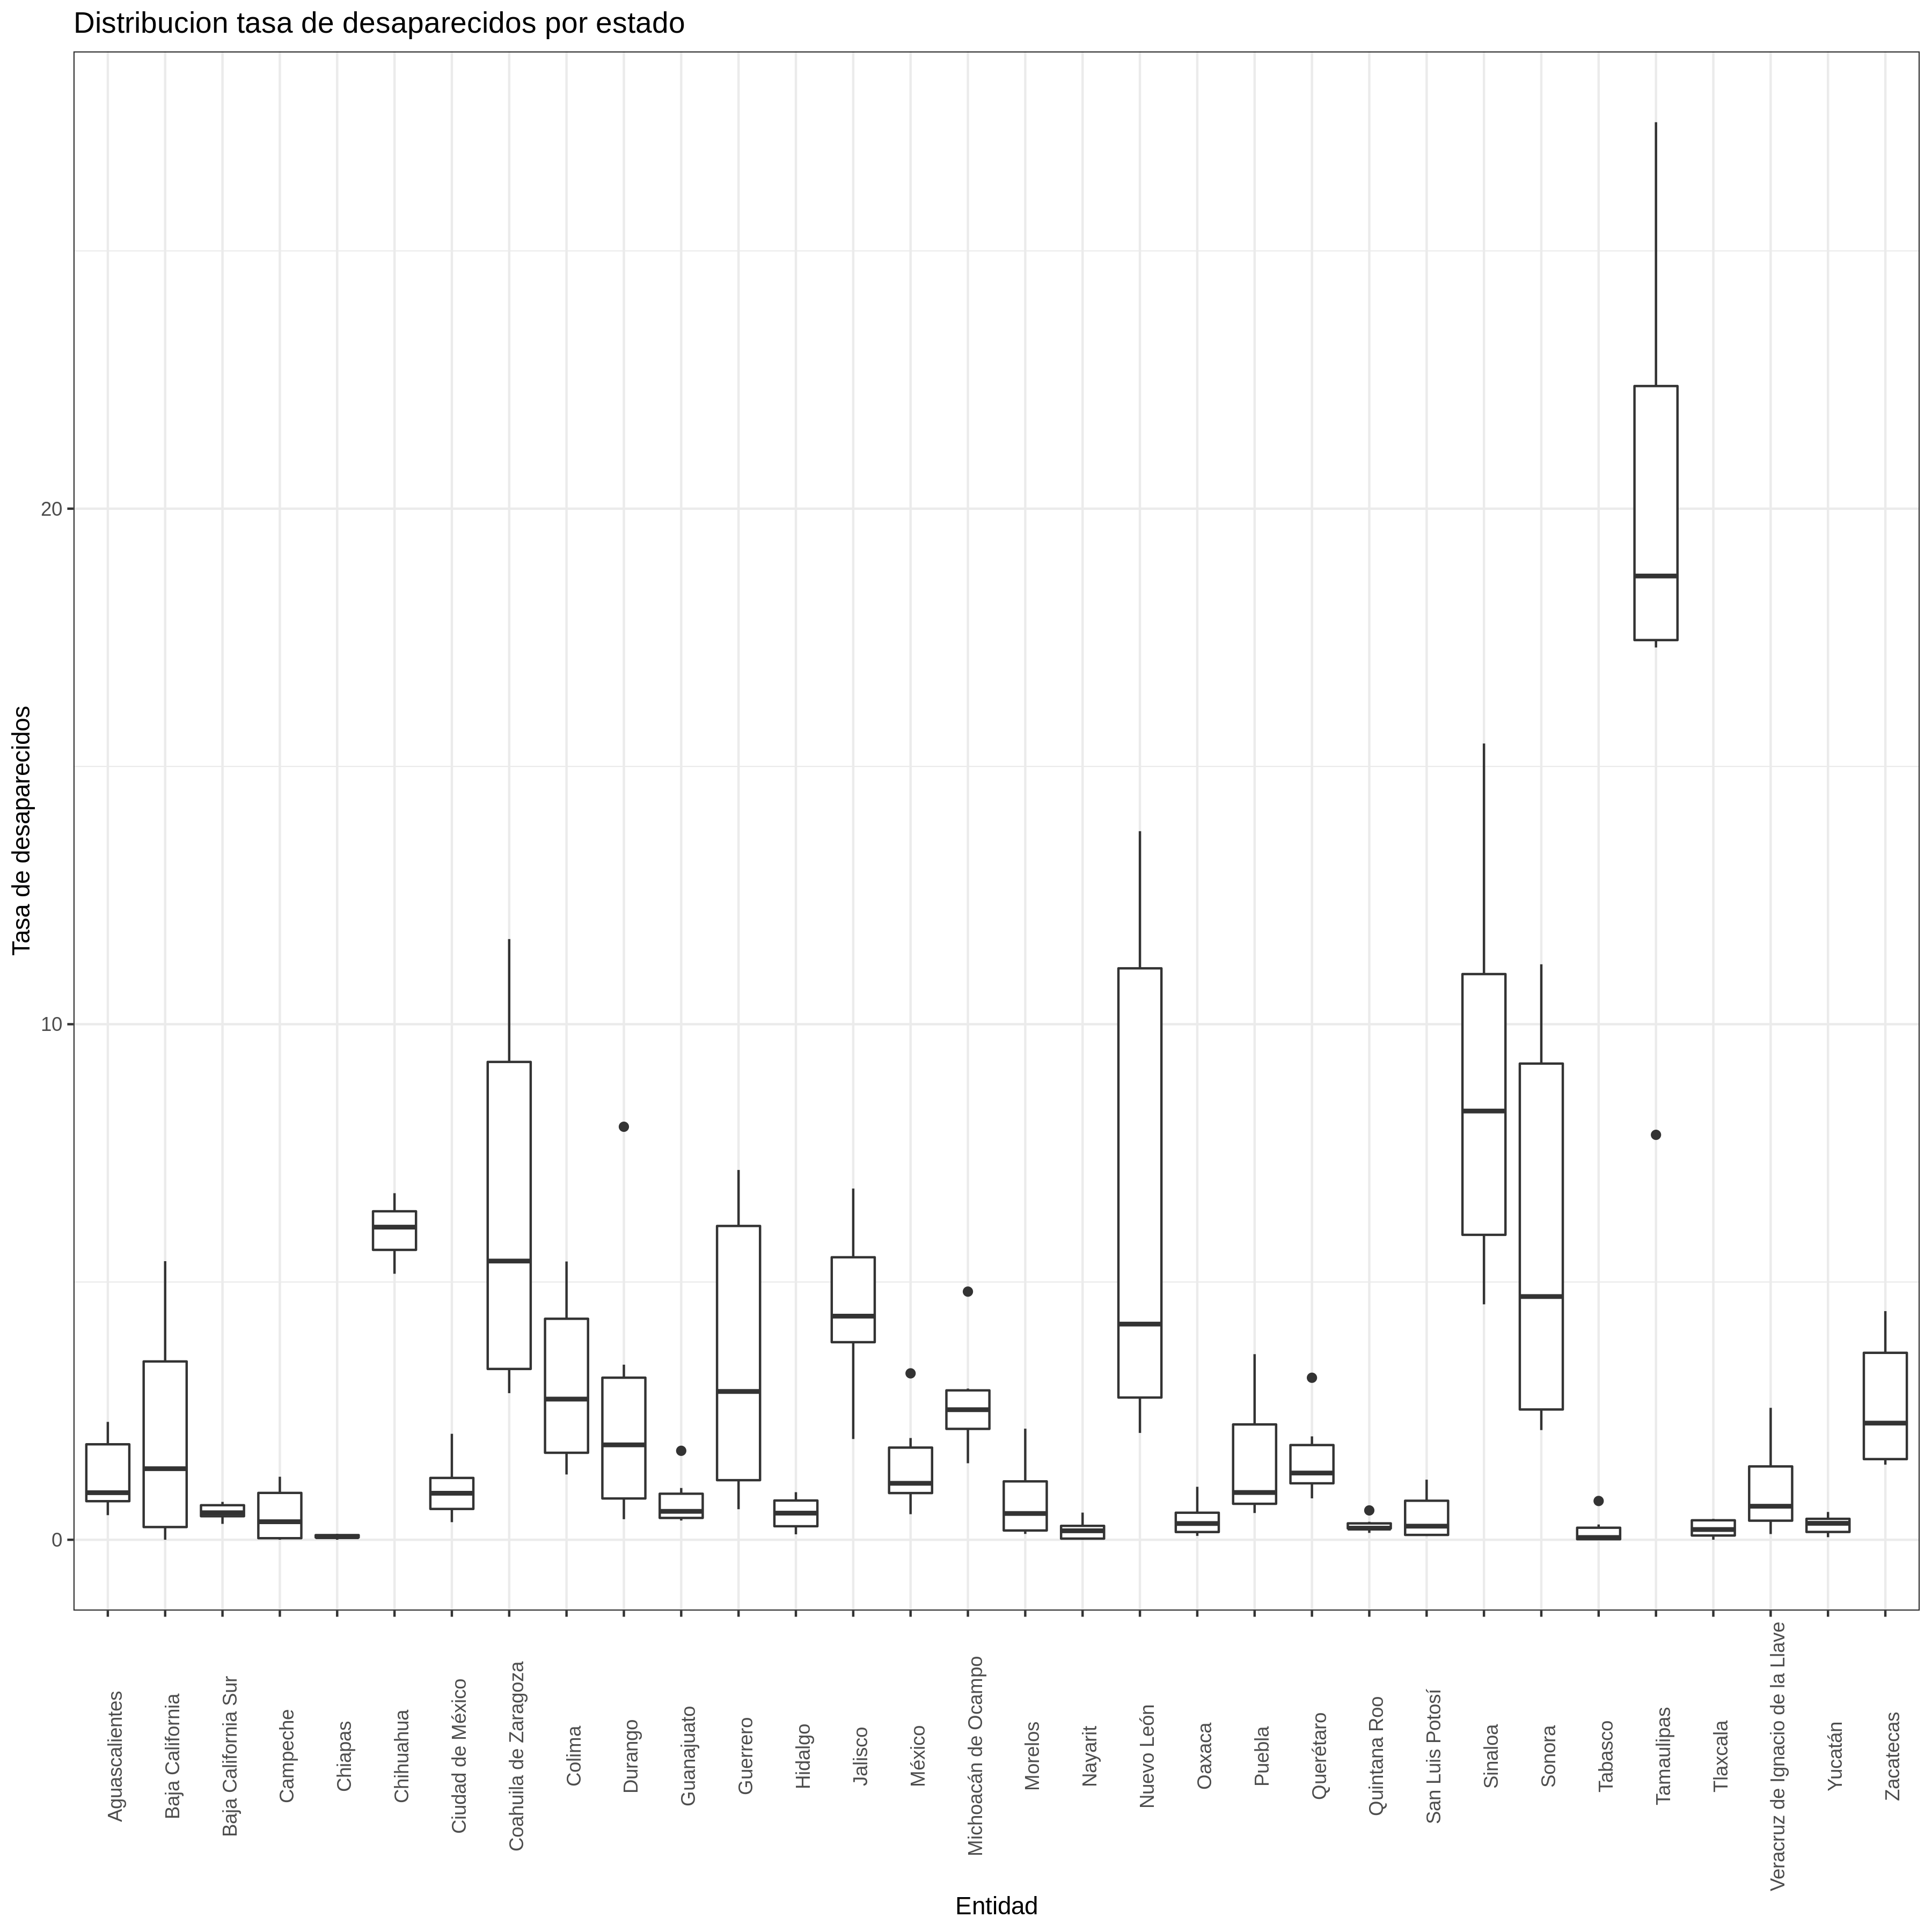 Distribucion tasa de desaparecidos por estado
Tasa de desaparecidos
20
10
0
Aguascalientes
Baja California
Baja California Sur
Campeche
Chiapas
Chihuahua
Ciudad de México
Coahuila de Zaragoza
Colima
Durango
Guanajuato
Guerrero
Hidalgo
Jalisco
México
Michoacán de Ocampo
Morelos
Nayarit
Nuevo León
Oaxaca
Puebla
Querétaro
Quintana Roo
San Luis Potosí
Sinaloa
Sonora
Tabasco
Tamaulipas
Tlaxcala
Veracruz de Ignacio de la Llave
Yucatán
Zacatecas
Entidad